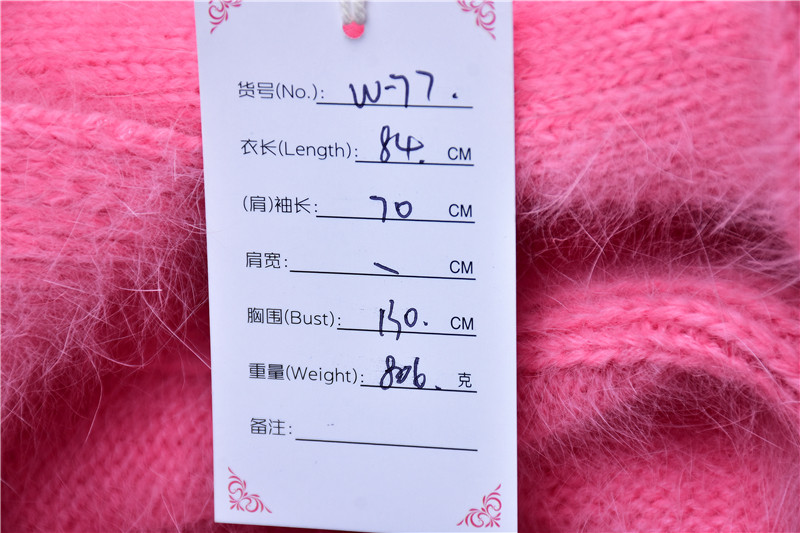 货号(No.): W-77.
衣长(Length): 84. CM
(肩)袖长: 70 CM
肩宽: \ CM
胸围(Bust): CM
重量(Weight): 806. 克
备注: